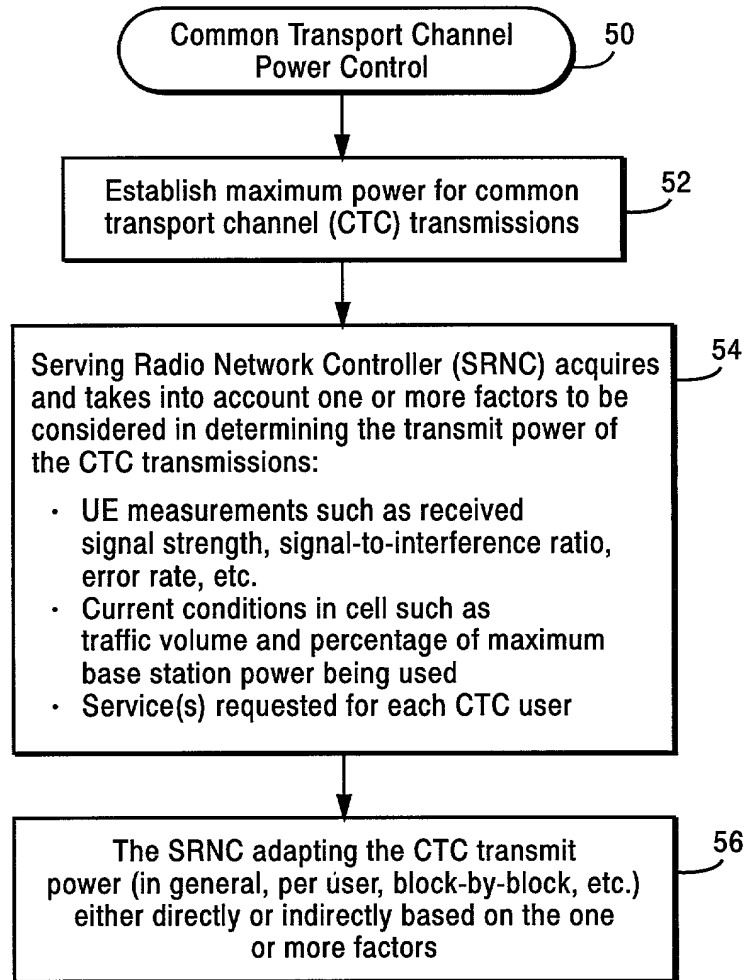 Common Transport Channel
Power Control
50
Establish maximum power for common
transport channel (CTC) transmissions
52
Serving Radio Network Controller (SRNC) acquires
and takes into account one or more factors to be
considered in determining the transmit power of
the CTC transmissions:
· UE measurements such as received
signal strength, signal-to-interference ratio,
error rate, etc.
· Current conditions in cell such as
traffic volume and percentage of maximum
base station power being used
· Service(s) requested for each CTC user
54
The SRNC adapting the CTC transmit
power (in general, per user, block-by-block, etc.)
either directly or indirectly based on the one
or more factors
56